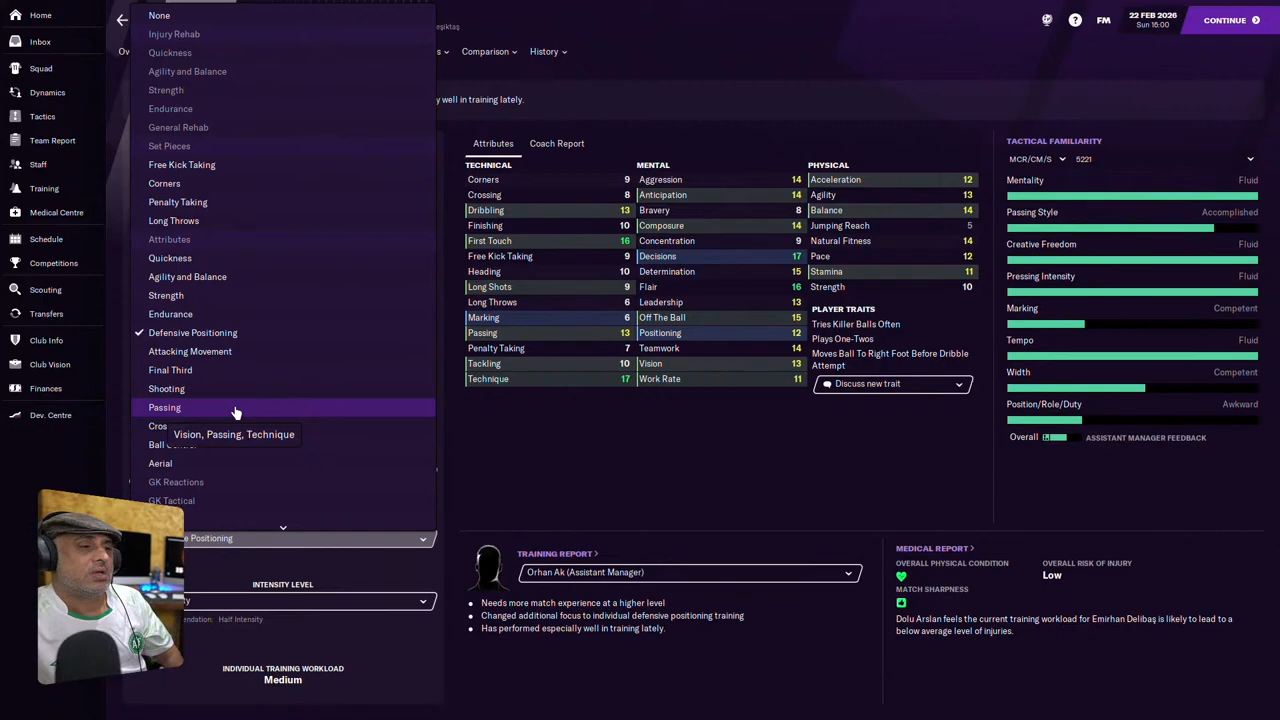 Home
Inbox
Squad
Dynamics
Tactics
Team Report
Staff
Training
Medical Centre
Schedule
Competitions
Scouting
Transfers
Club Info
Club Vision
Finances
Dev. Centre
Comparison
History
22 FEB 2026
Sun 16:00
FM
CONTINUE
None
Injury Rehab
Quickness
Agility and Balance
Strength
Endurance
General Rehab
Set Pieces
Free Kick Taking
Corners
Penalty Taking
Long Throws
Attributes
Quickness
Agility and Balance
Strength
Endurance
Defensive Positioning
Attacking Movement
Final Third
Shooting
Passing
Cros
Vision, Passing, Technique
Aerial
GK Reactions
GK Tactical
e Positioning
INTENSITY LEVEL
Half Intensity
INDIVIDUAL TRAINING WORKLOAD
Medium
well in training lately.
Attributes
Coach Report
TECHNICAL
Corners 9
Crossing 8
Dribbling 13
Finishing 10
First Touch 16
Free Kick Taking 9
Heading 10
Long Shots 9
Long Throws 6
Marking 6
Passing 13
Penalty Taking 7
Tackling 10
Technique 17
MENTAL
Aggression 14
Anticipation 14
Bravery 8
Composure 14
Concentration 9
Decisions 17
Determination 15
Flair 16
Leadership 13
Off The Ball 15
Positioning 12
Teamwork 14
Vision 13
Work Rate 11
PHYSICAL
Acceleration 12
Agility 13
Balance 14
Jumping Reach 5
Natural Fitness 14
Pace 12
Stamina 11
Strength 10
PLAYER TRAITS
Tries Killer Balls Often
Plays One-Twos
Moves Ball To Right Foot Before Dribble
Attempt
Discuss new trait
TACTICAL FAMILIARITY
MCR/CM/S 5221
Mentality Fluid
Passing Style Accomplished
Creative Freedom Fluid
Pressing Intensity Fluid
Marking Competent
Tempo Fluid
Width Competent
Position/Role/Duty Awkward
Overall ASSISTANT MANAGER FEEDBACK
TRAINING REPORT
Orhan Ak (Assistant Manager)
Needs more match experience at a higher level
Changed additional focus to individual defensive positioning training
Has performed especially well in training lately.
MEDICAL REPORT
OVERALL PHYSICAL CONDITION
OVERALL RISK OF INJURY
Low
MATCH SHARPNESS
Dolu Arslan feels the current training workload for Emirhan Delibaş is likely to lead to a
below average level of injuries.